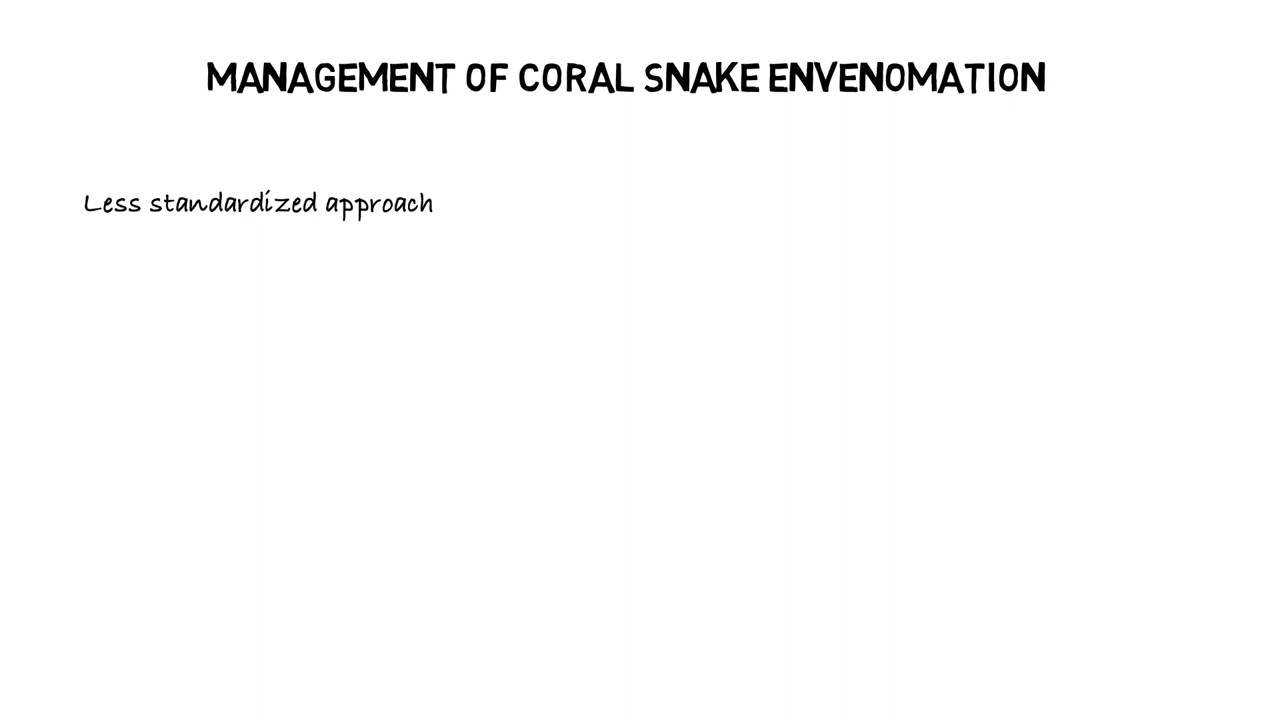 MANAGEMENT OF CORAL SNAKE ENVENOMATION
Less standardized approach